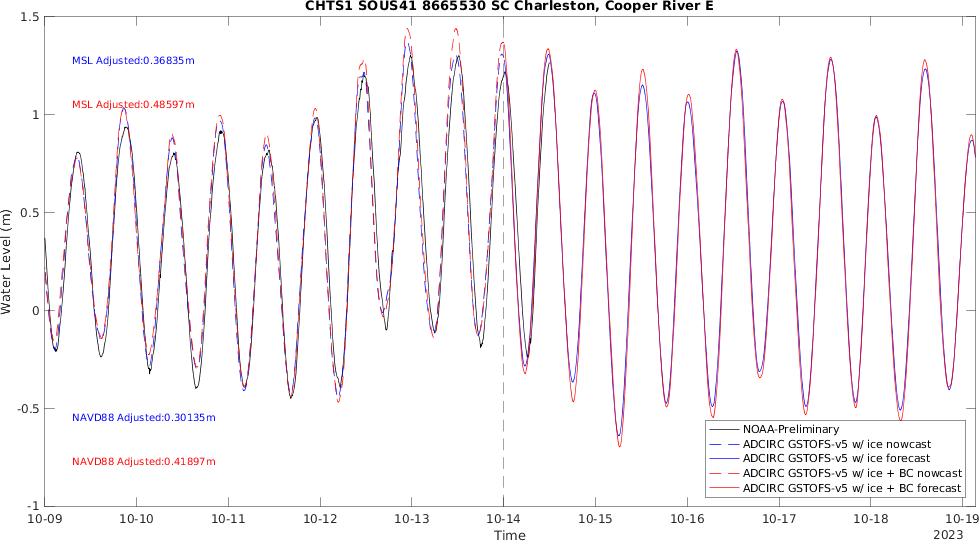 CHTS1 SOUS41 8665530 SC Charleston, Cooper River E
1.5
1
0.5
0
-0.5
-1
Water Level (m)
MSL Adjusted:0.36835m
MSL Adjusted:0.48597m
NAVD88 Adjusted:0.30135m
NAVD88 Adjusted:0.41897m
NOAA-Preliminary
ADCIRC GSTOFS-v5 w/ ice nowcast
ADCIRC GSTOFS-v5 w/ ice forecast
ADCIRC GSTOFS-v5 w/ ice + BC nowcast
ADCIRC GSTOFS-v5 w/ ice + BC forecast
10-09 10-10 10-11 10-12 10-13 10-14 10-15 10-16 10-17 10-18 10-19
Time
2023